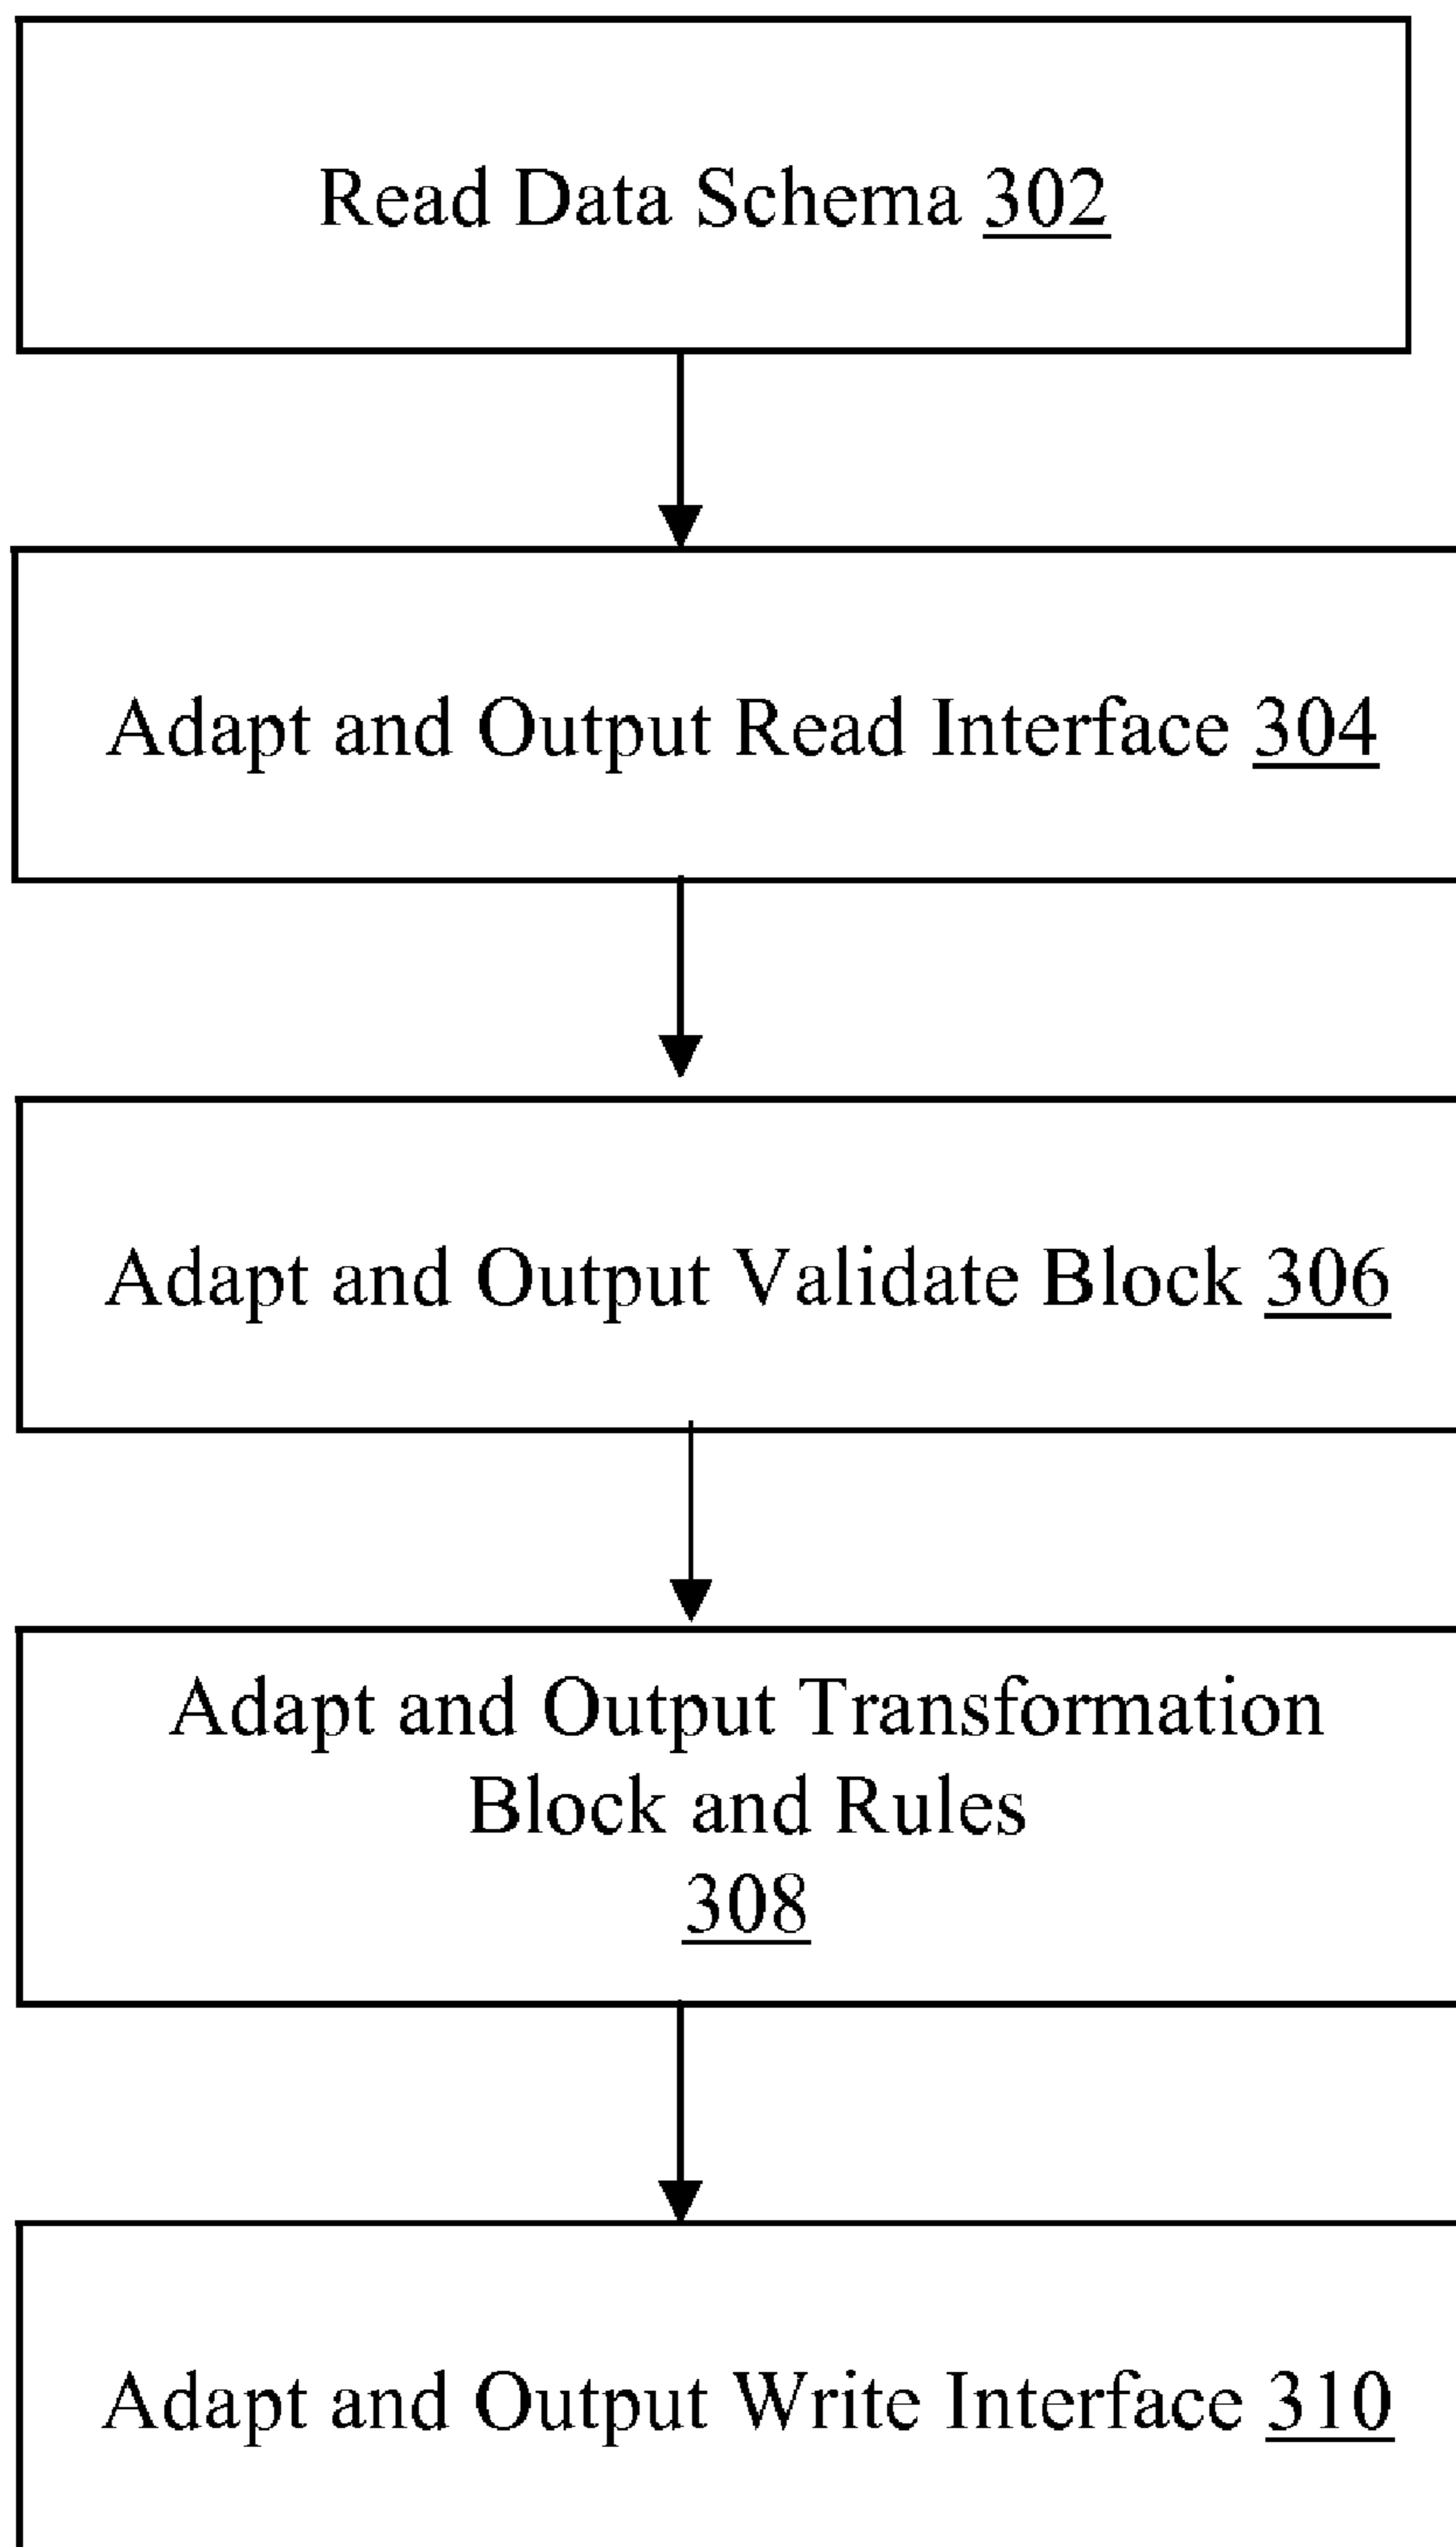 Read Data Schema 302
Adapt and Output Read Interface 304
Adapt and Output Validate Block 306
Adapt and Output Transformation
Block and Rules
308
Adapt and Output Write Interface 310